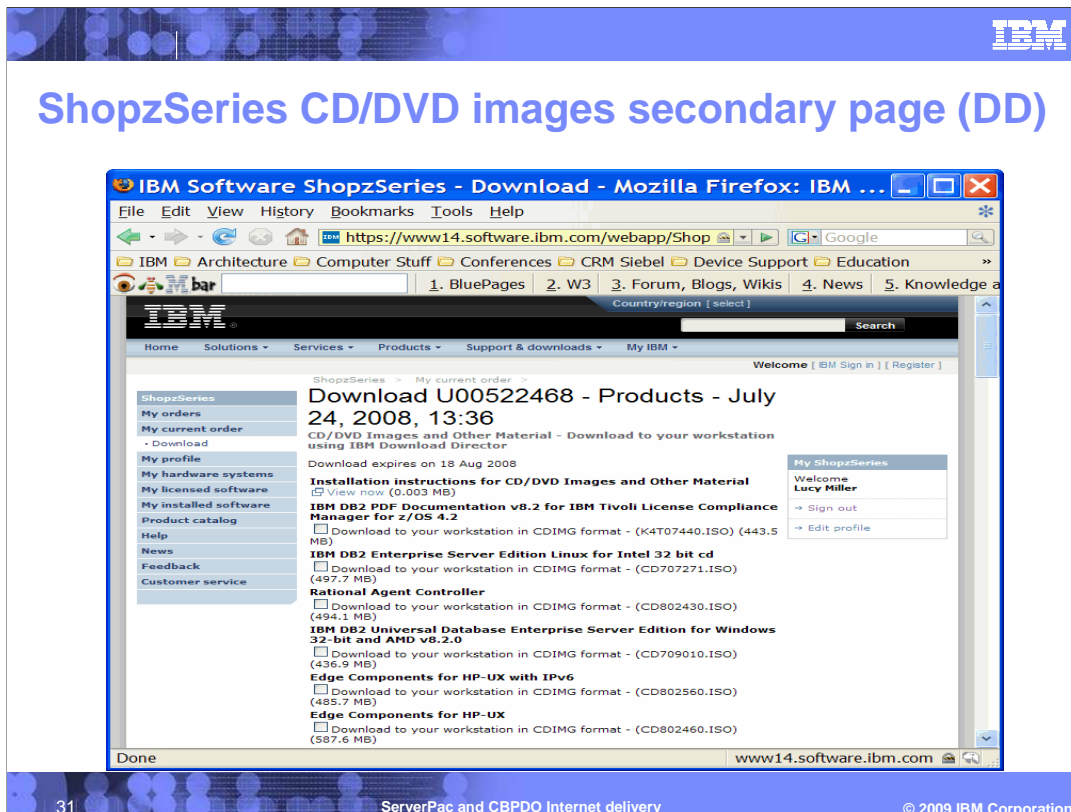 IBM
ShopzSeries CD/DVD images secondary page (DD)
IBM Software ShopzSeries - Download - Mozilla Firefox: IBM ...
File Edit View History Bookmarks Tools Help
IBM https://www14.software.ibm.com/webapp/Shop G Google
IBM Architecture Computer Stuff Conferences CRM Siebel Device Support Education »
M bar 1. BluePages 2. W3 3. Forum, Blogs, Wikis 4. News 5. Knowledge a
Country/region [ select ]
IBM ®
Search
Home Solutions Services Products Support & downloads My IBM
Welcome [ IBM Sign in ] [ Register ]
ShopzSeries > My current order >
ShopzSeries
My orders
My current order
• Download
My profile
My hardware systems
My licensed software
My installed software
Product catalog
Help
News
Feedback
Customer service
Download U00522468 - Products - July
24, 2008, 13:36
CD/DVD Images and Other Material - Download to your workstation
using IBM Download Director
Download expires on 18 Aug 2008
Installation instructions for CD/DVD Images and Other Material
View now (0.003 MB)
IBM DB2 PDF Documentation v8.2 for IBM Tivoli License Compliance
Manager for z/OS 4.2
Download to your workstation in CDIMG format - (K4T07440.ISO) (443.5
MB)
IBM DB2 Enterprise Server Edition Linux for Intel 32 bit cd
Download to your workstation in CDIMG format - (CD707271.ISO)
(497.7 MB)
Rational Agent Controller
Download to your workstation in CDIMG format - (CD802430.ISO)
(494.1 MB)
IBM DB2 Universal Database Enterprise Server Edition for Windows
32-bit and AMD v8.2.0
Download to your workstation in CDIMG format - (CD709010.ISO)
(436.9 MB)
Edge Components for HP-UX with IPv6
Download to your workstation in CDIMG format - (CD802560.ISO)
(485.7 MB)
Edge Components for HP-UX
Download to your workstation in CDIMG format - (CD802460.ISO)
(587.6 MB)
My ShopzSeries
Welcome
Lucy Miller
→ Sign out
→ Edit profile
Done www14.software.ibm.com
31 ServerPac and CBPDO Internet delivery © 2009 IBM Corporation